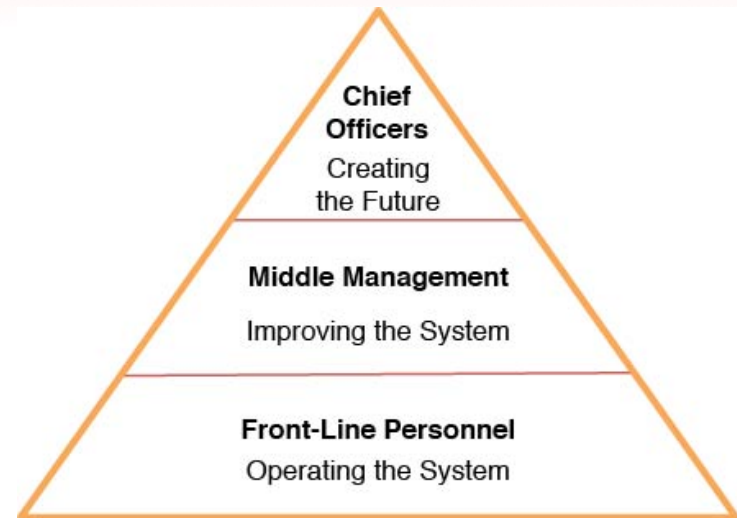 Chief
Officers
Creating
the Future
Middle Management
Improving the System
Front-Line Personnel
Operating the System